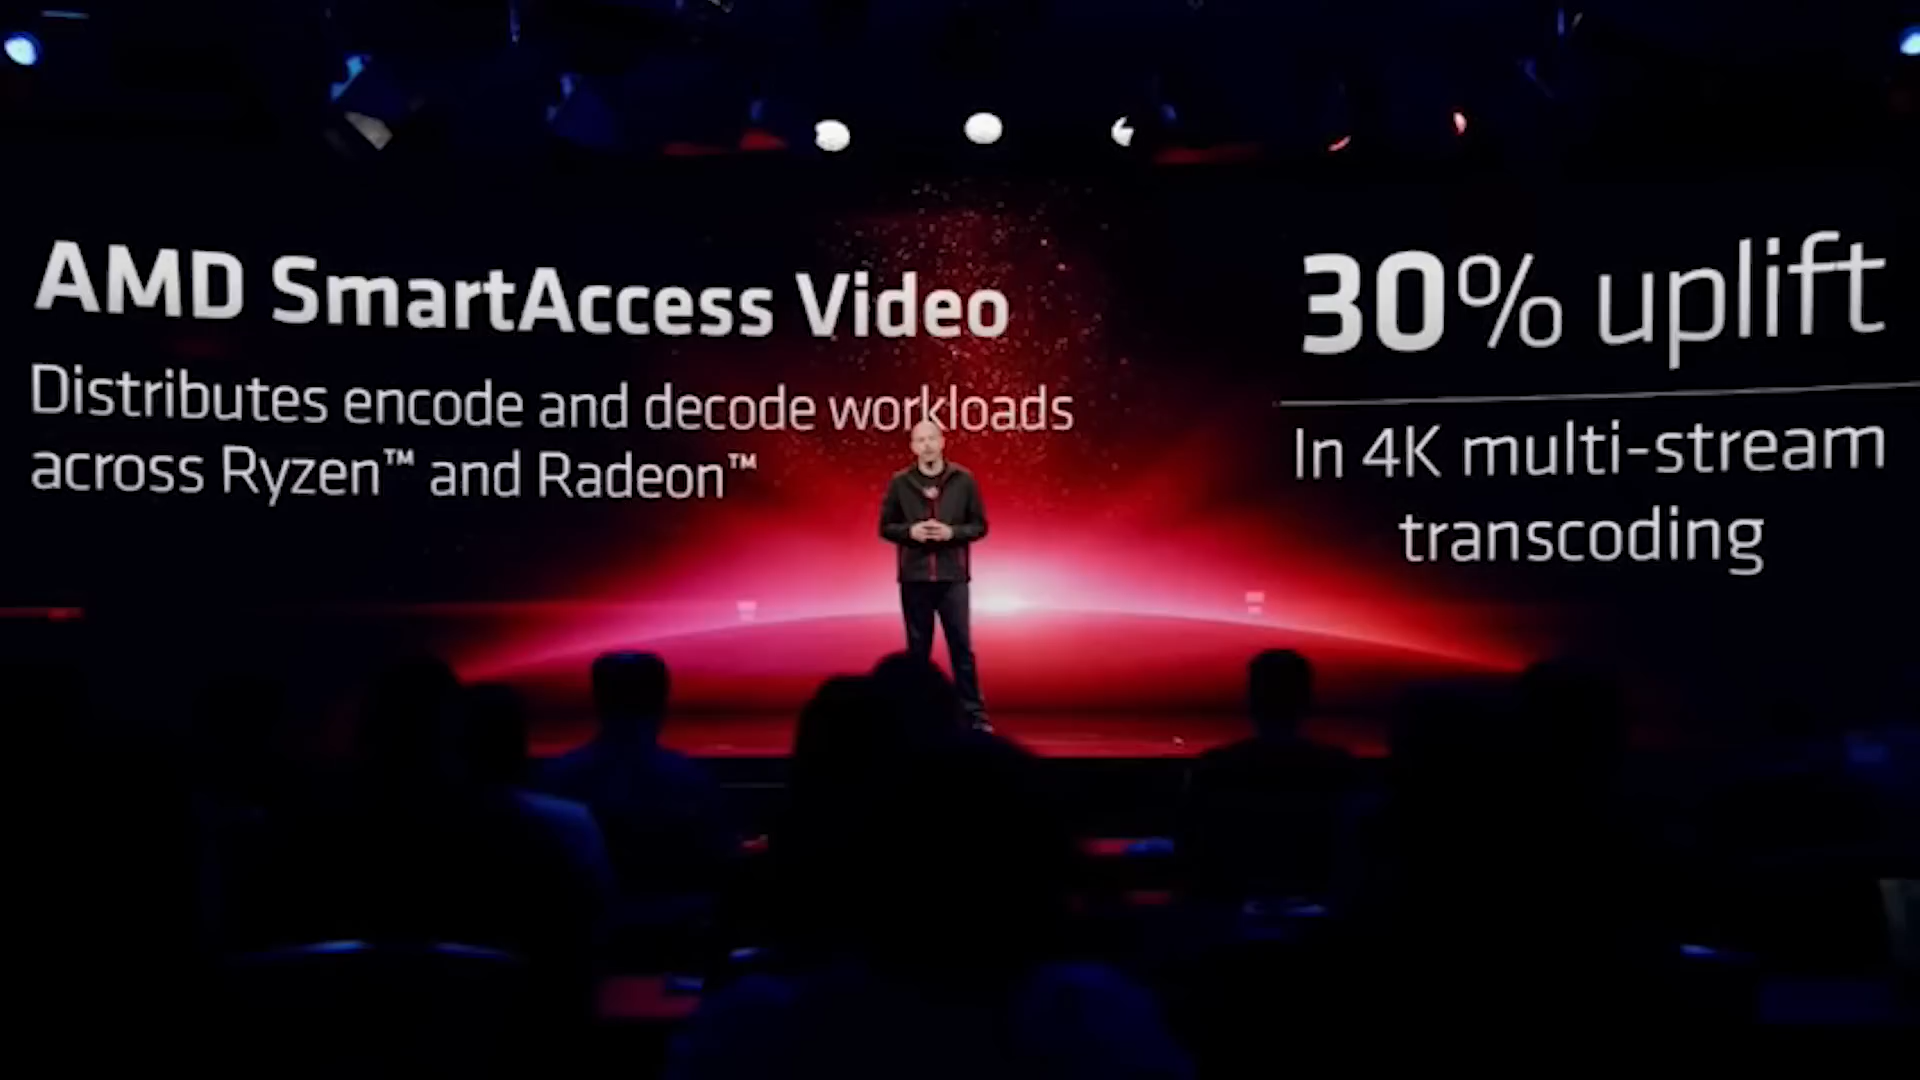 AMD SmartAccess Video
Distributes encode and decode workloads
across Ryzen™ and Radeon™
30% uplift
In 4K multi-stream
transcoding